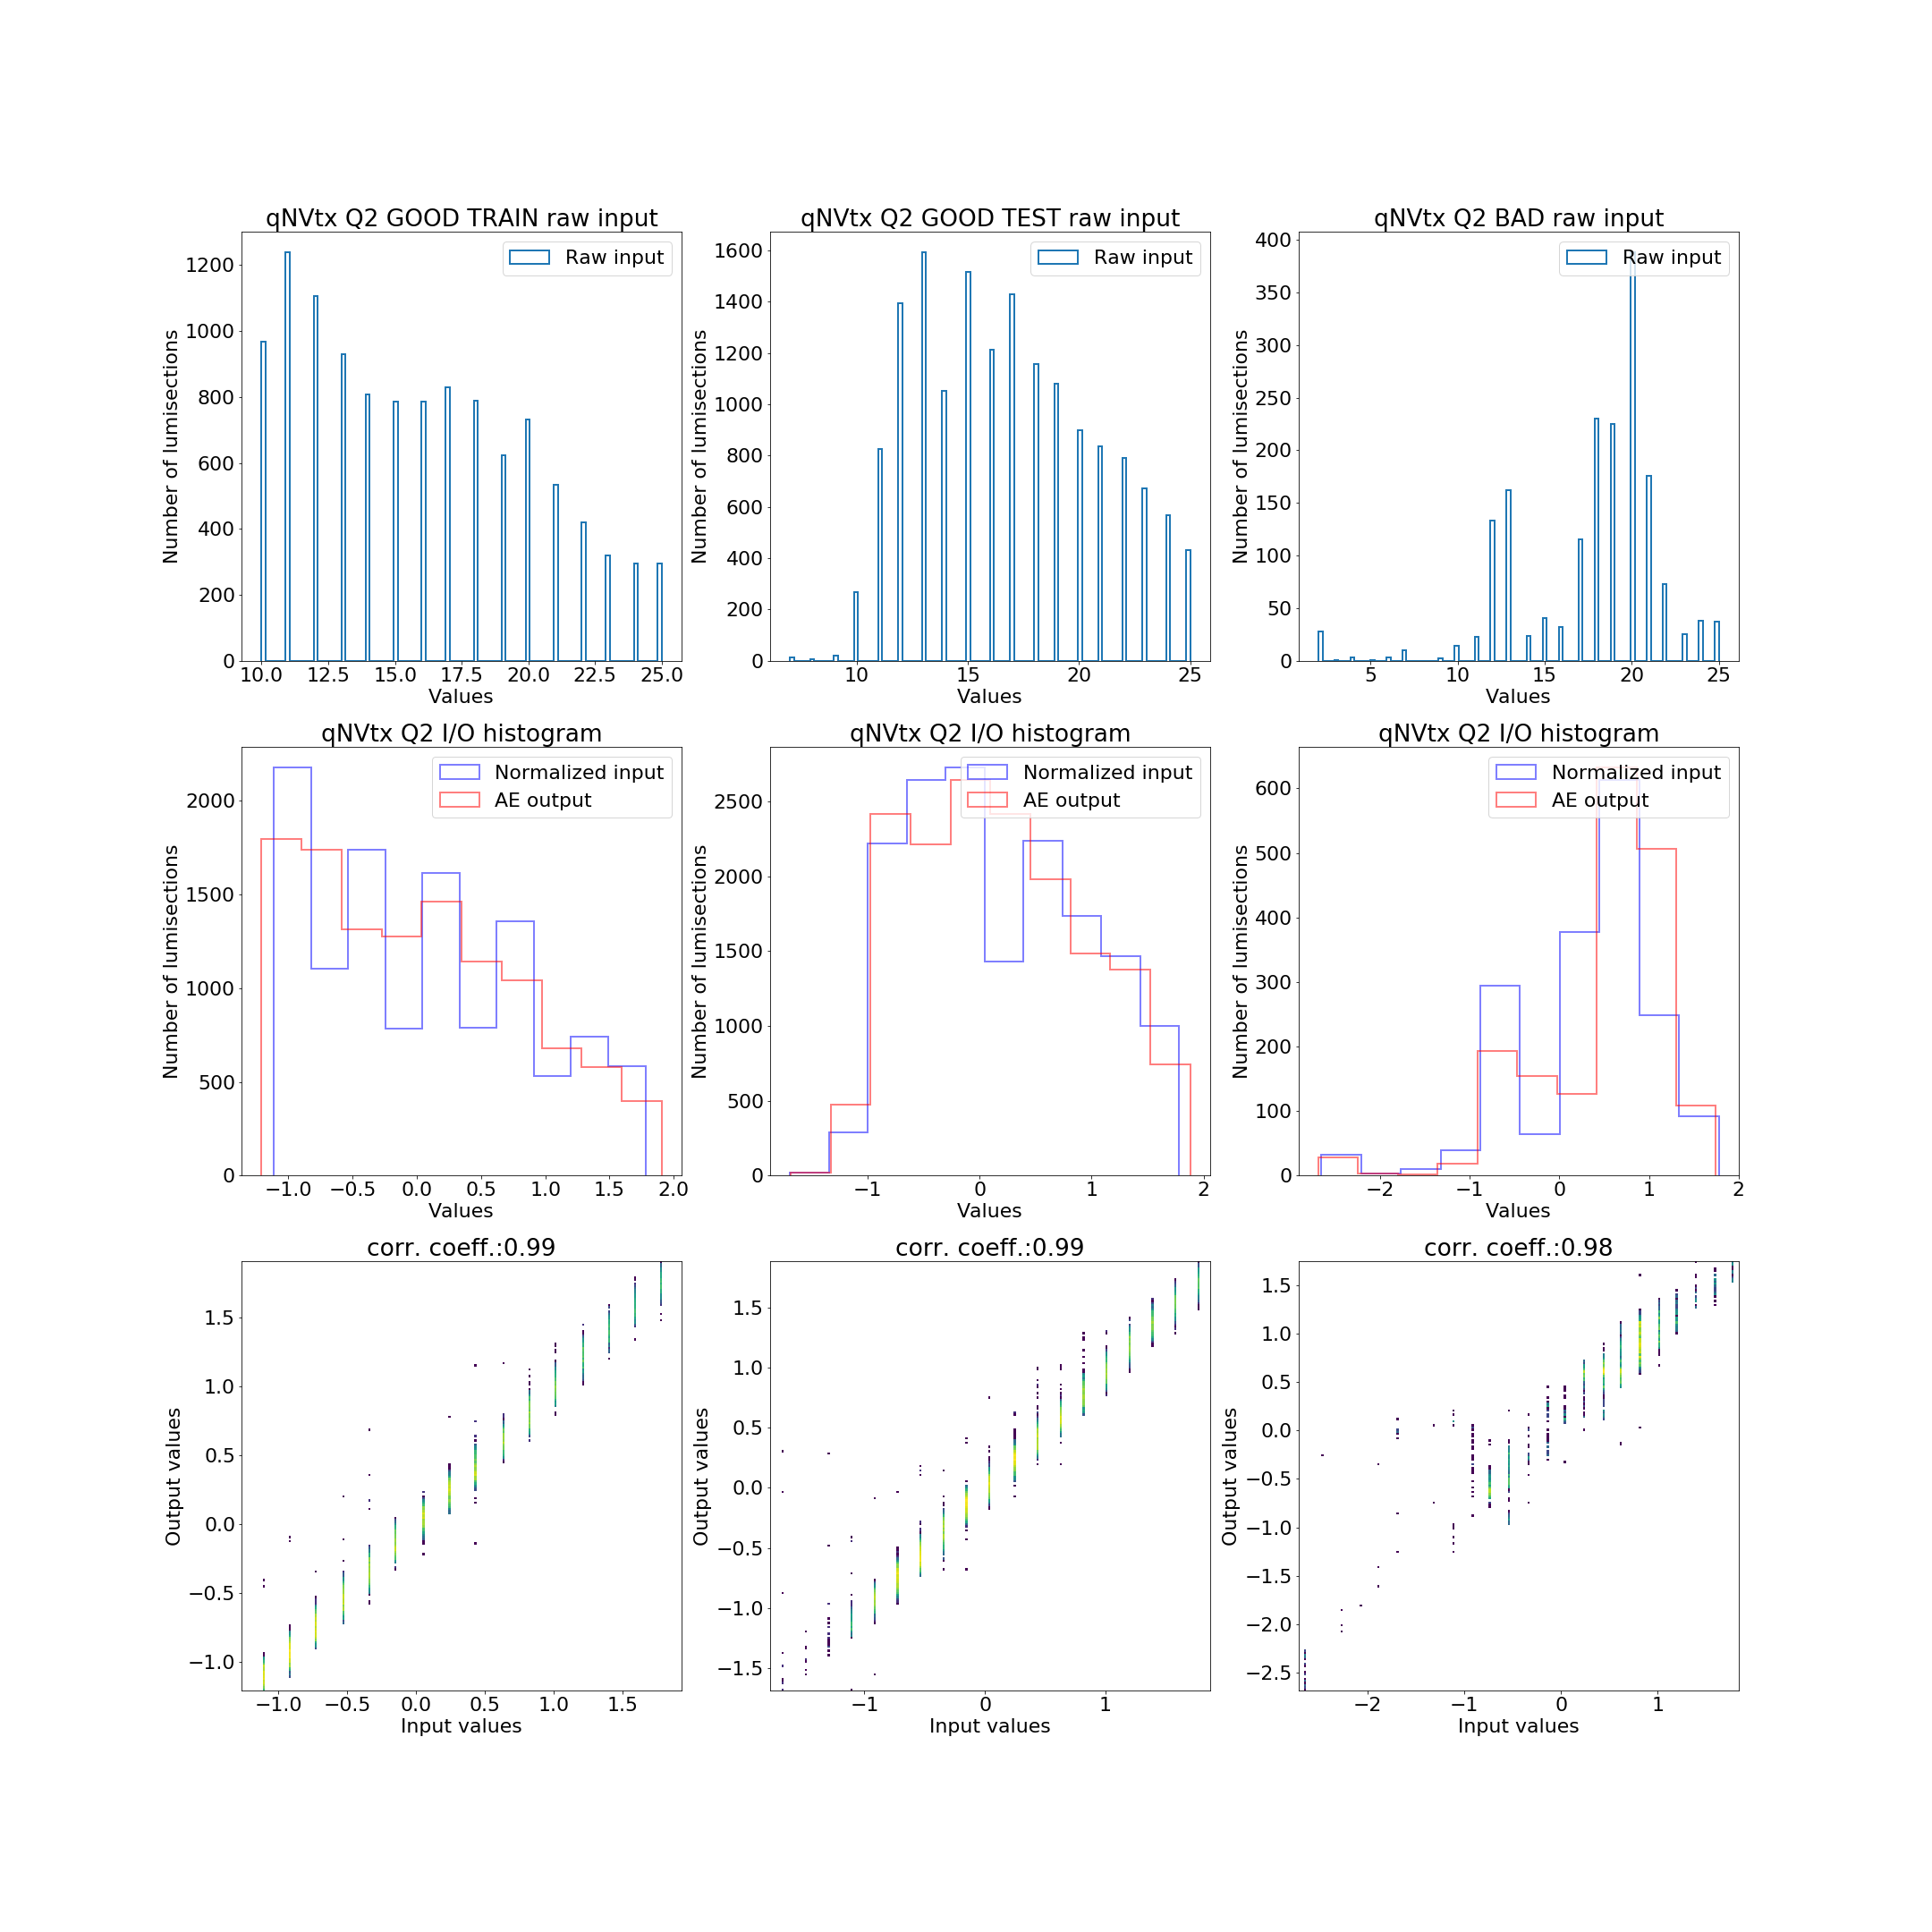 qNVtx Q2 GOOD TRAIN raw input
Number of lumisections
1200
1000
800
600
400
200
0
Raw input
10.0 12.5 15.0 17.5 20.0 22.5 25.0
Values
qNVtx Q2 GOOD TEST raw input
Number of lumisections
1600
1400
1200
1000
800
600
400
200
0
Raw input
10 15 20 25
Values
qNVtx Q2 BAD raw input
Number of lumisections
400
350
300
250
200
150
100
50
0
Raw input
5 10 15 20 25
Values
qNVtx Q2 I/O histogram
Number of lumisections
2000
1500
1000
500
0
Normalized input
AE output
−1.0 −0.5 0.0 0.5 1.0 1.5 2.0
Values
qNVtx Q2 I/O histogram
Number of lumisections
2500
2000
1500
1000
500
0
Normalized input
AE output
−1 0 1 2
Values
qNVtx Q2 I/O histogram
Number of lumisections
600
500
400
300
200
100
0
Normalized input
AE output
−2 −1 0 1 2
Values
corr. coeff.:0.99
Output values
1.5
1.0
0.5
0.0
−0.5
−1.0
−1.0 −0.5 0.0 0.5 1.0 1.5
Input values
corr. coeff.:0.99
Output values
1.5
1.0
0.5
0.0
−0.5
−1.0
−1.5
−1 0 1
Input values
corr. coeff.:0.98
Output values
1.5
1.0
0.5
0.0
−0.5
−1.0
−1.5
−2.0
−2.5
−2 −1 0 1
Input values